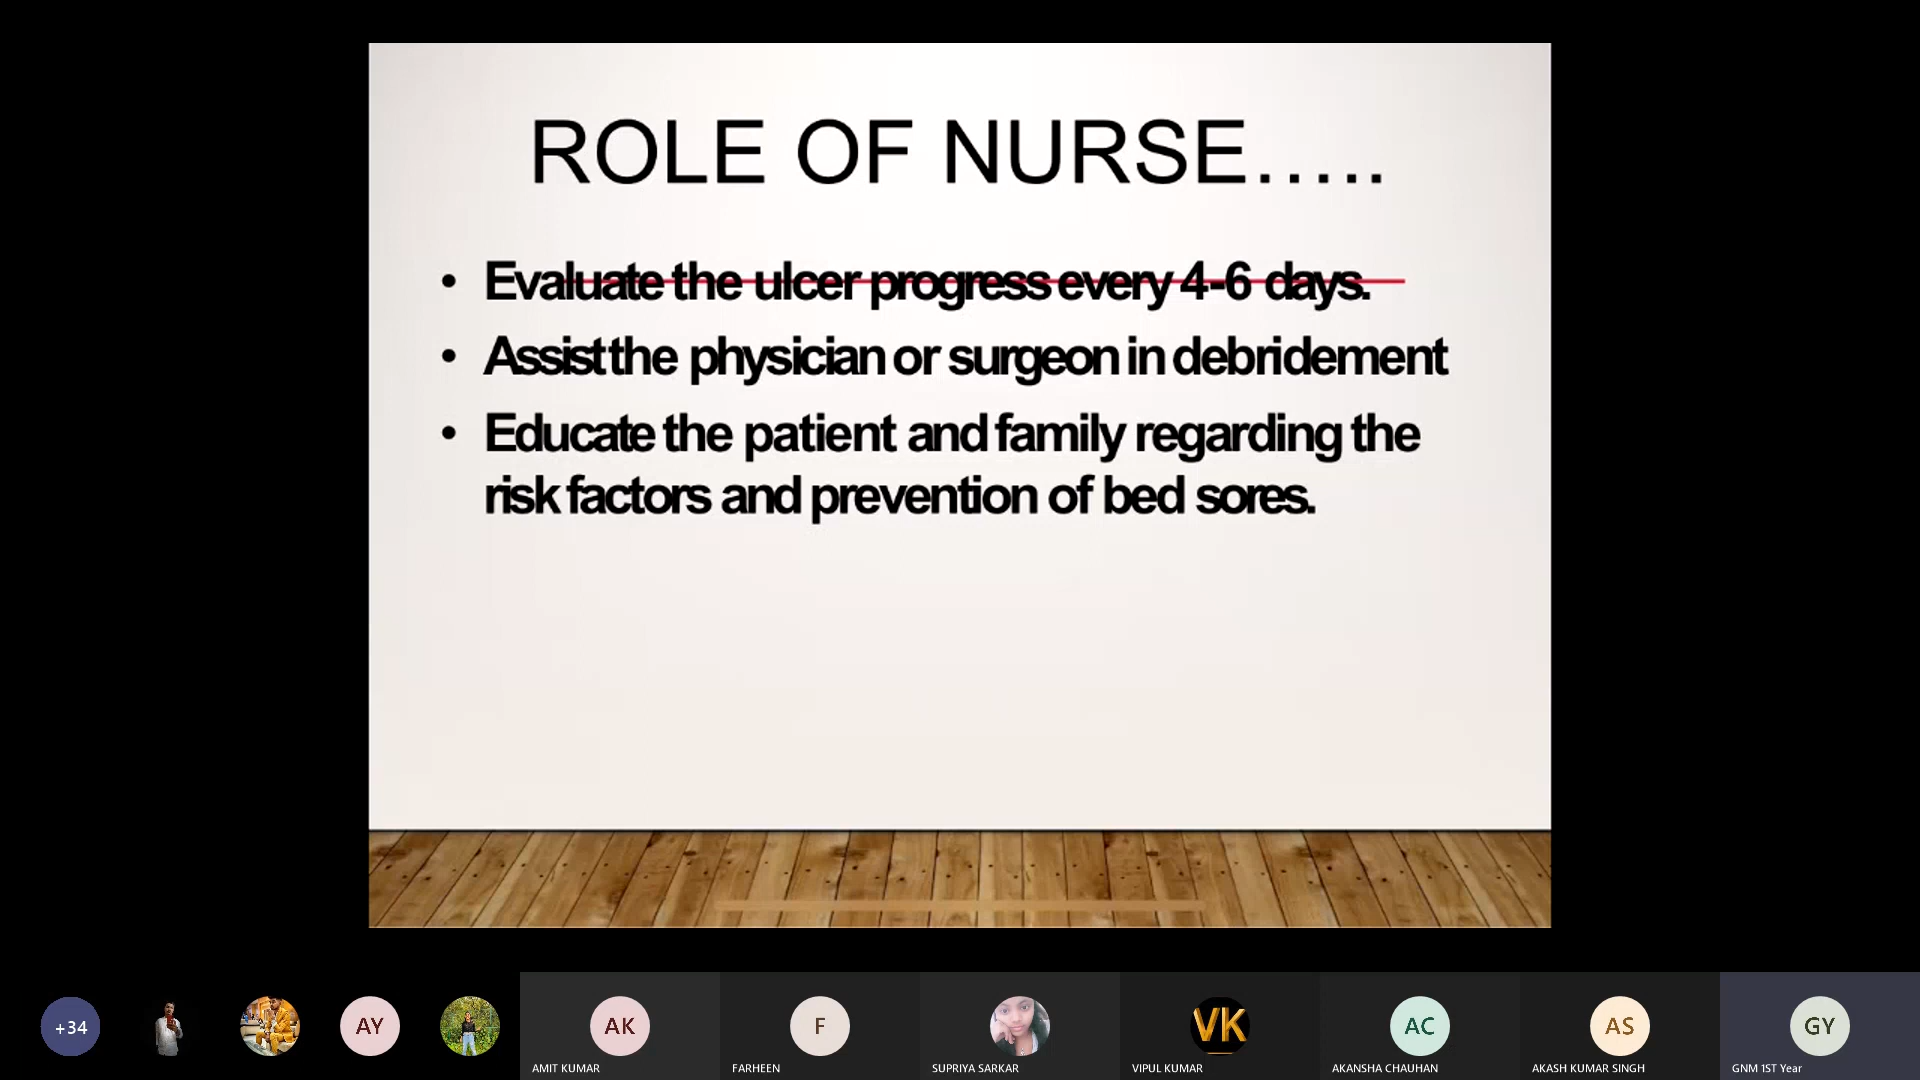 ROLE OF NURSE…..
• Evaluate the ulcer progress every 4-6 days.
• Assist the physician or surgeon in debridement
• Educate the patient and family regarding the
risk factors and prevention of bed sores.
+34
AY
AK
F
VK
AC
AS
GY
AMIT KUMAR
FARHEEN
SUPRIYA SARKAR
VIPUL KUMAR
AKANSHA CHAUHAN
AKASH KUMAR SINGH
GNM 1ST Year